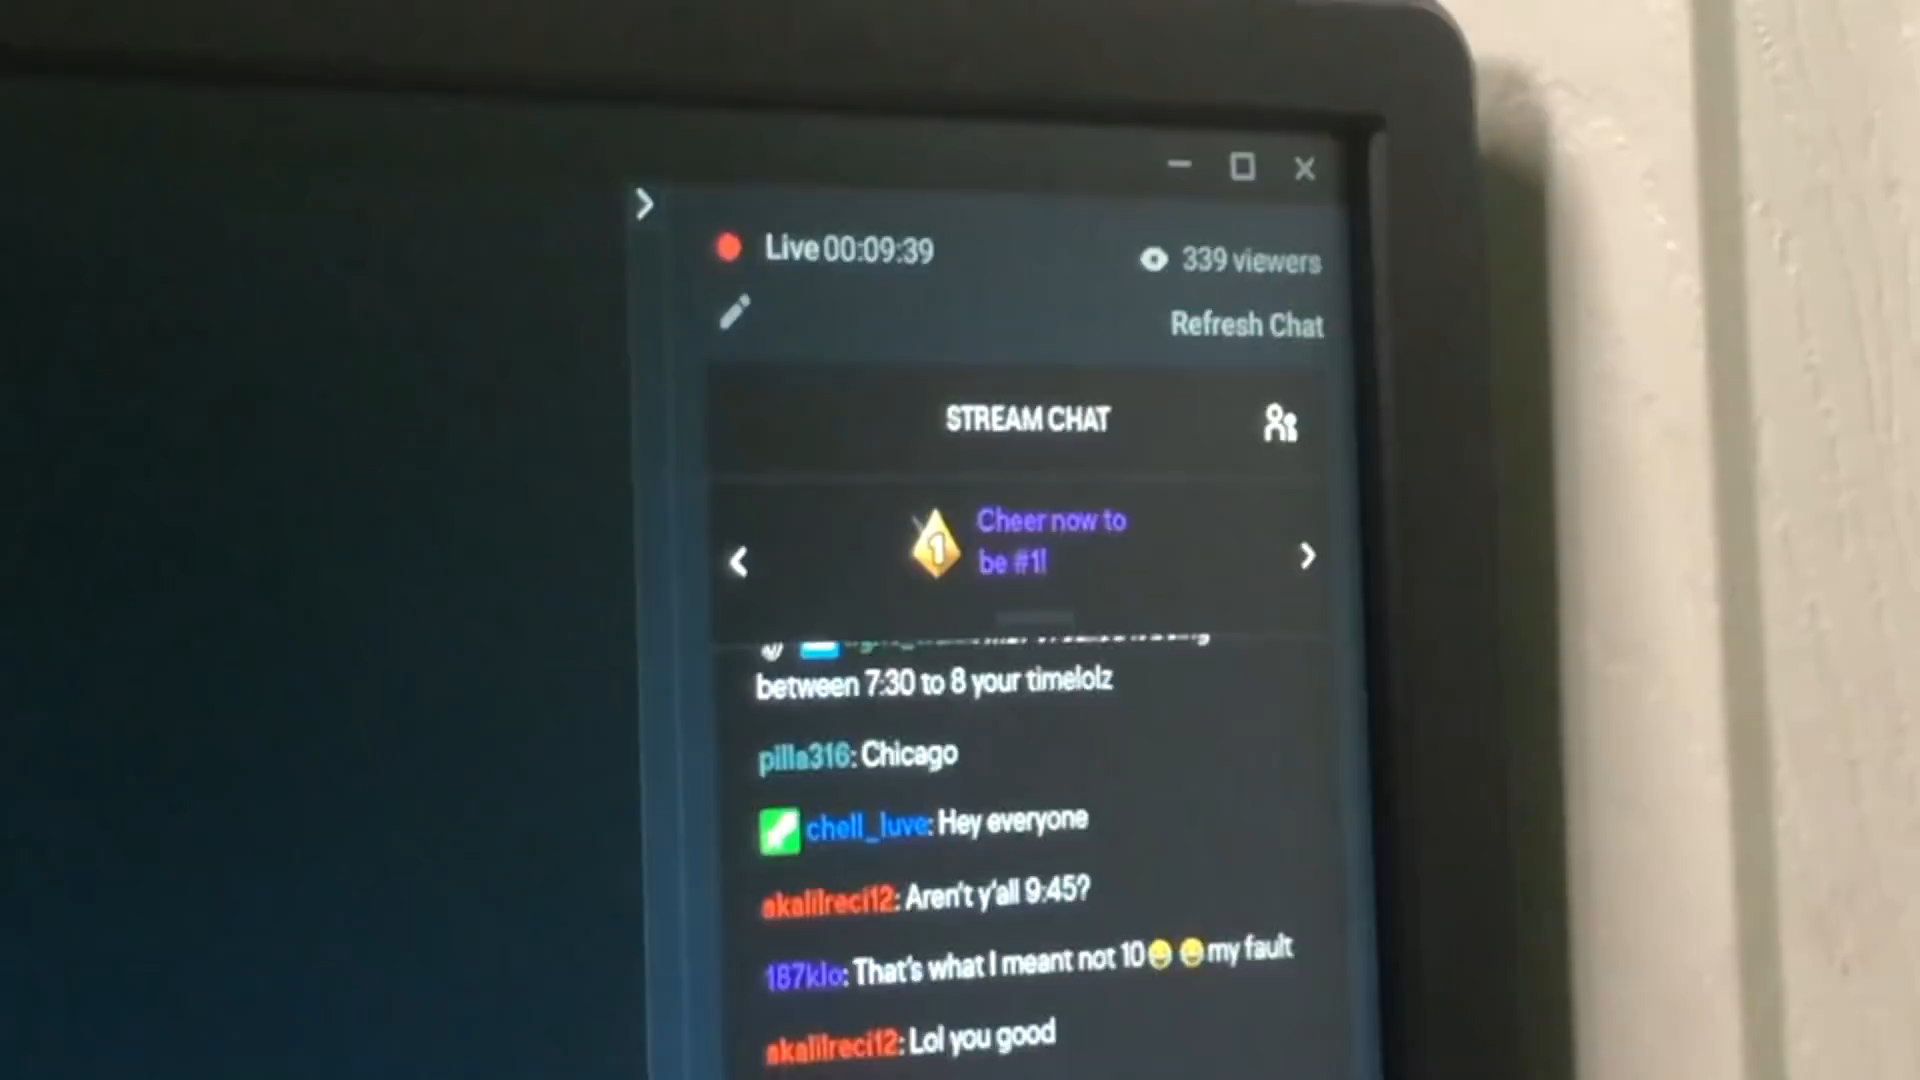 Live 00:09:39
339 viewers
Refresh Chat
STREAM CHAT
1
Cheer now to
be #1!
between 7:30 to 8 your timelolz
pilla316: Chicago
chell_luve: Hey everyone
akalilreci12: Aren't y'all 9:45?
187klo: That's what I meant not 10😀 😀my fault
akalilreci12: Lol you good